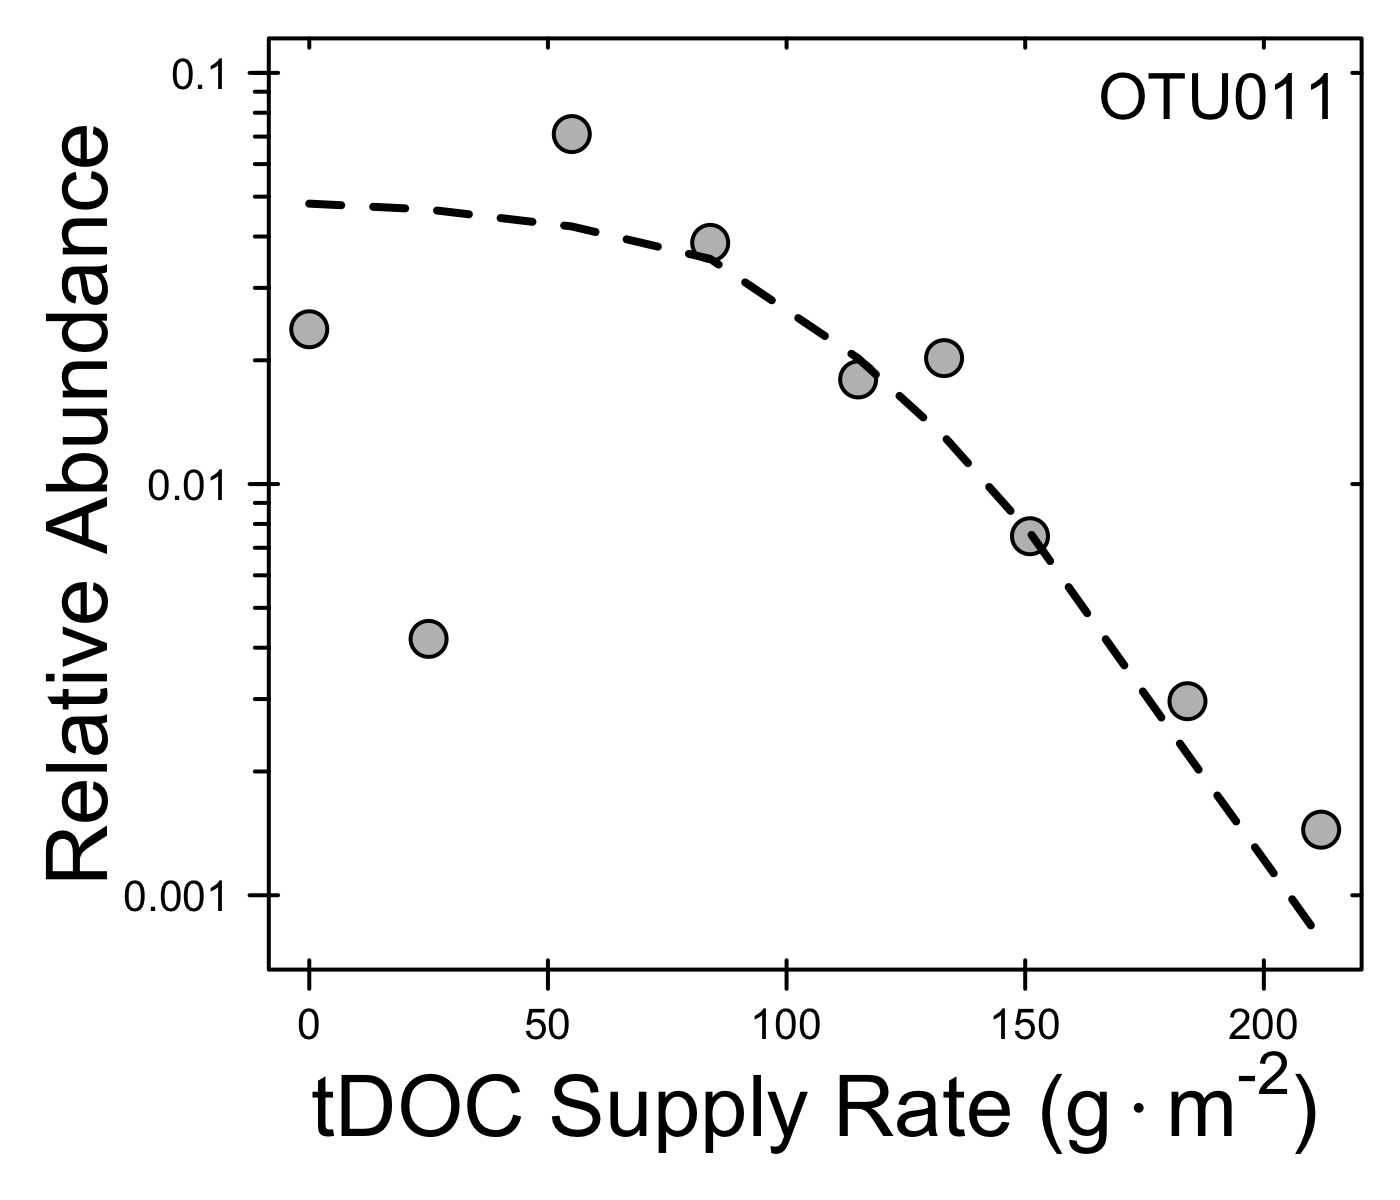 OTU011
Relative Abundance
0.1
0.01
0.001
0 50 100 150 200
tDOC Supply Rate (g · m⁻²)